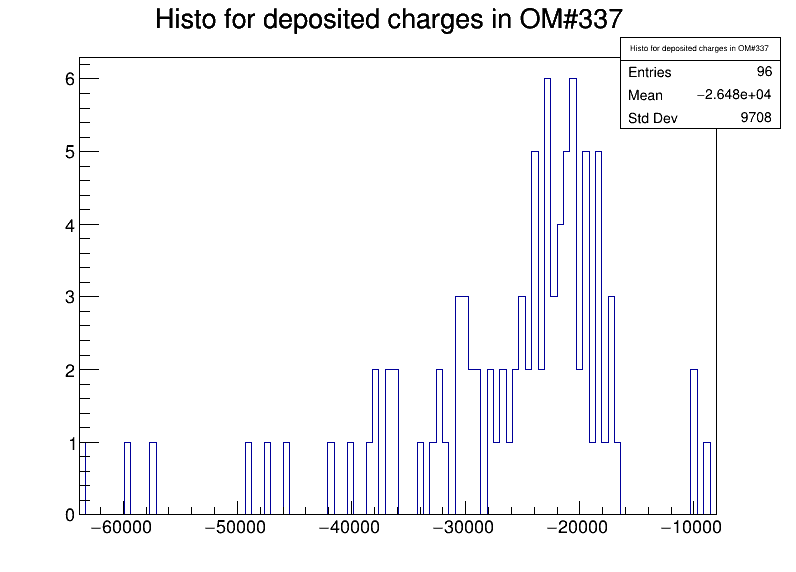 Histo for deposited charges in OM#337
Histo for deposited charges in OM#337
Entries 96
Mean −2.648e+04
Std Dev 9708
6
5
4
3
2
1
0
−60000 −50000 −40000 −30000 −20000 −10000